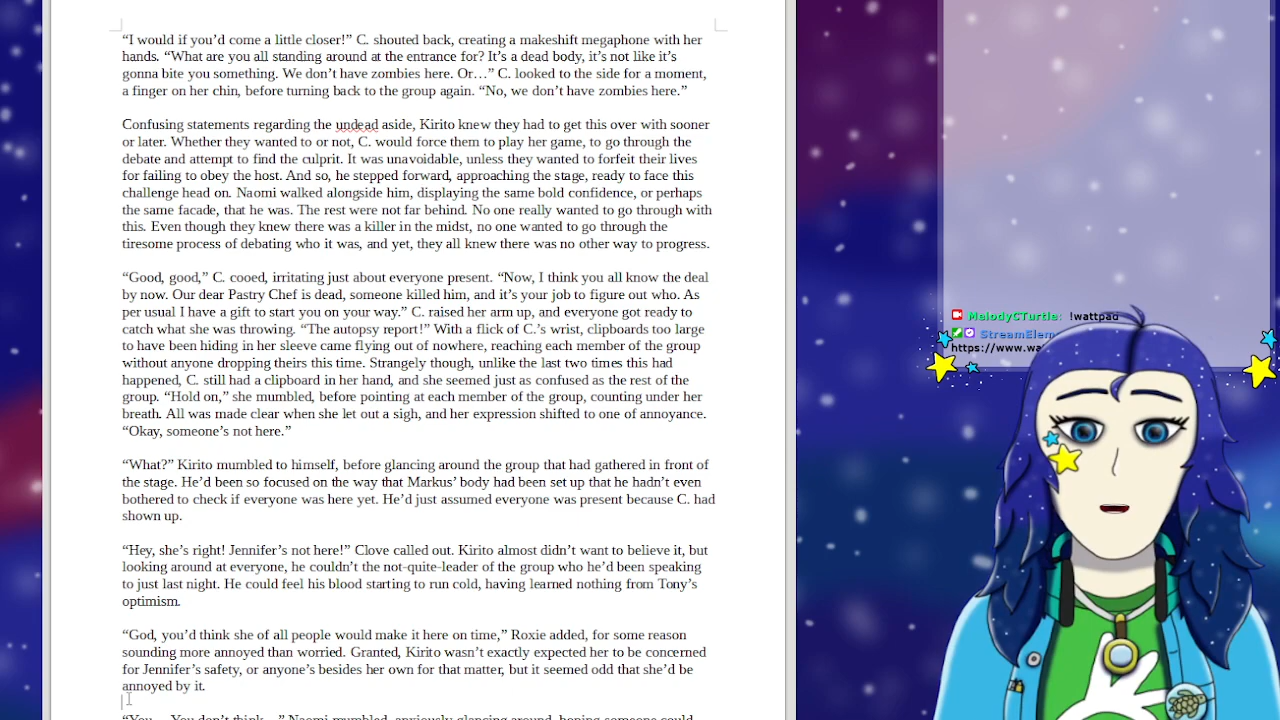 “I would if you’d come a little closer!” C. shouted back, creating a makeshift megaphone with her
hands. “What are you all standing around at the entrance for? It’s a dead body, it’s not like it’s
gonna bite you something. We don’t have zombies here. Or…” C. looked to the side for a moment,
a finger on her chin, before turning back to the group again. “No, we don’t have zombies here.”
Confusing statements regarding the undead aside, Kirito knew they had to get this over with sooner
or later. Whether they wanted to or not, C. would force them to play her game, to go through the
debate and attempt to find the culprit. It was unavoidable, unless they wanted to forfeit their lives
for failing to obey the host. And so, he stepped forward, approaching the stage, ready to face this
challenge head on. Naomi walked alongside him, displaying the same bold confidence, or perhaps
the same facade, that he was. The rest were not far behind. No one really wanted to go through with
this. Even though they knew there was a killer in the midst, no one wanted to go through the
tiresome process of debating who it was, and yet, they all knew there was no other way to progress.
“Good, good,” C. cooed, irritating just about everyone present. “Now, I think you all know the deal
by now. Our dear Pastry Chef is dead, someone killed him, and it’s your job to figure out who. As
per usual I have a gift to start you on your way.” C. raised her arm up, and everyone got ready to
catch what she was throwing. “The autopsy report!” With a flick of C.’s wrist, clipboards too large
to have been hiding in her sleeve were flying out of nowhere, reaching each member of the group
without anyone dropping theirs this time. Strangely though, unlike the last two times this had
happened, C. still had a clipboard in her hand, and she seemed just as confused as the rest of the
group. “Hold on,” she mumbled, before pointing at each member of the group, counting under her
breath. All was made clear when she let out a sigh, and her expression shifted to one of annoyance.
“Okay, someone’s not here.”
“What?” Kirito mumbled to himself, before glancing around the group that had gathered in front of
the stage. He’d been so focused on the way that Markus’ body had been set up that he hadn’t even
bothered to check if everyone was here yet. He’d just assumed everyone was present because C. had
shown up.
“Hey, she’s right! Jennifer’s not here!” Clove called out. Kirito almost didn’t want to believe it, but
looking around at everyone, he couldn’t the not-quite-leader of the group who he’d been speaking
to just last night. He could feel his blood starting to run cold, having learned nothing from Tony’s
optimism.
“God, you’d think she of all people would make it here on time,” Roxie added, for some reason
sounding more annoyed than worried. Granted, Kirito wasn’t exactly expected her to be concerned
for Jennifer’s safety, or anyone’s besides her own for that matter, but it seemed odd that she’d be
annoyed by it.
“You… You don’t think…” Naomi mumbled, anxiously glancing around, hoping someone could
MelodyCTurtle: !wattpad
StreamElem
https://www.wa